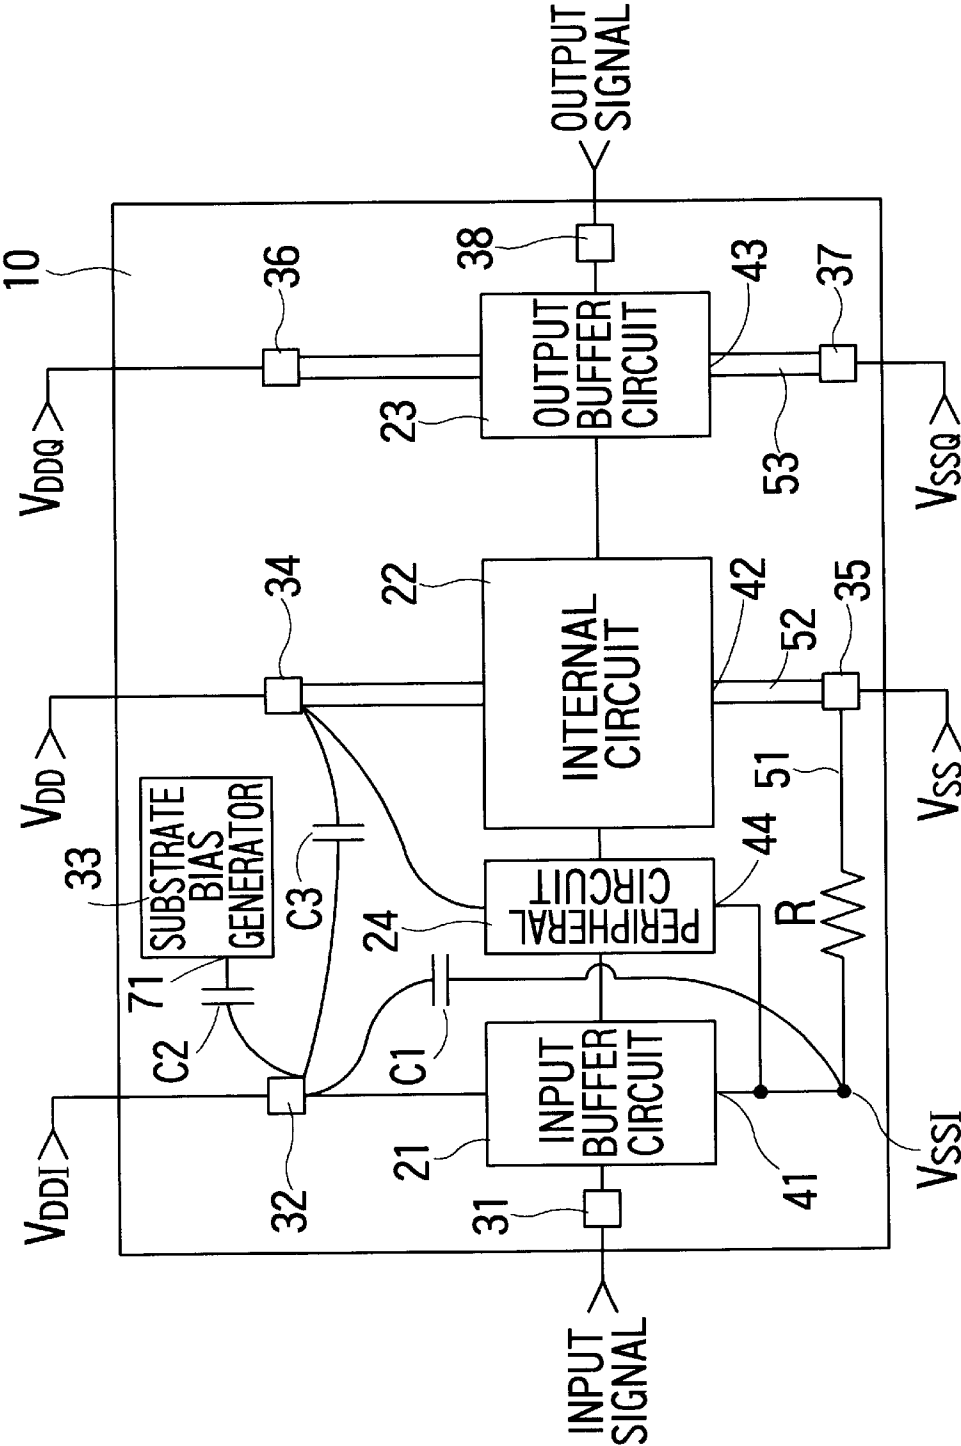 10
VDDI
VDD
VDDQ
33
SUBSTRATE
BIAS
GENERATOR
71
C2
32
C3
34
36
C1
24
22
23
38
21
31
INPUT
SIGNAL
INPUT
BUFFER
CIRCUIT
PERIPHERAL
CIRCUIT
INTERNAL
CIRCUIT
OUTPUT
BUFFER
CIRCUIT
OUTPUT
SIGNAL
41
44
42
43
R
51
52
35
53
37
VSSI
VSS
VSSQ